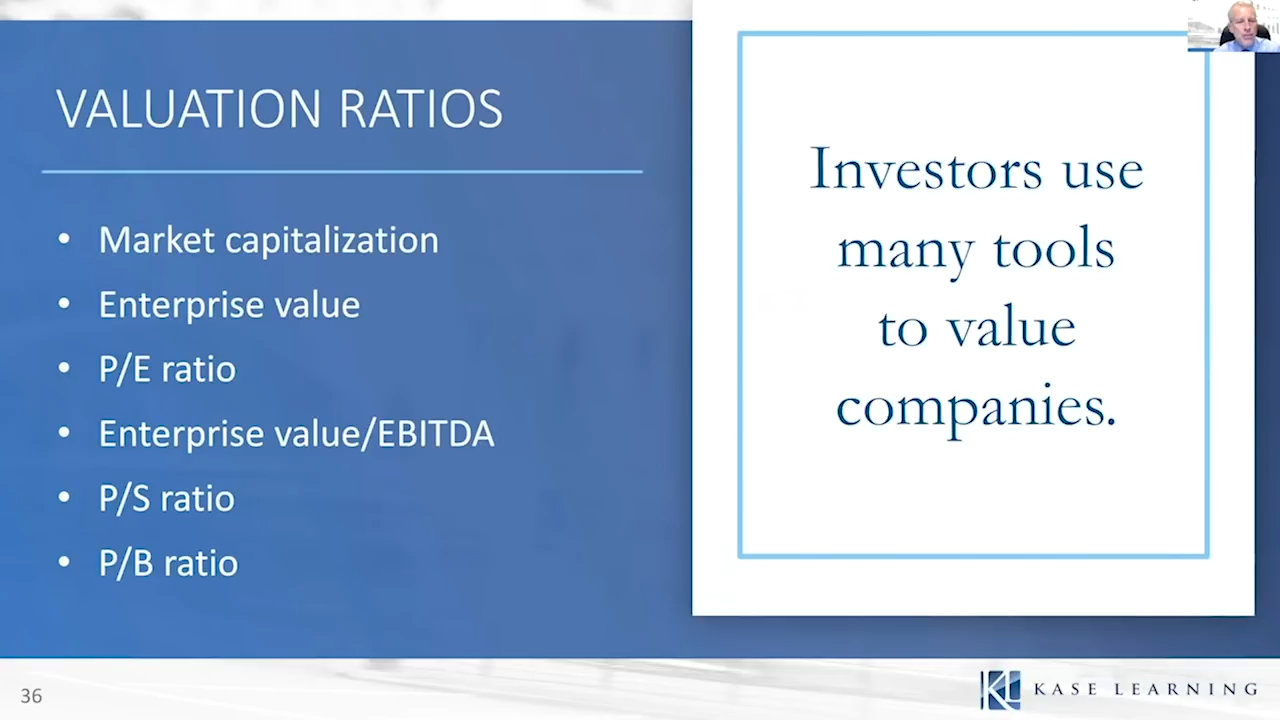 VALUATION RATIOS
• Market capitalization
• Enterprise value
• P/E ratio
• Enterprise value/EBITDA
• P/S ratio
• P/B ratio
Investors use
many tools
to value
companies.
36
KL KASE LEARNING